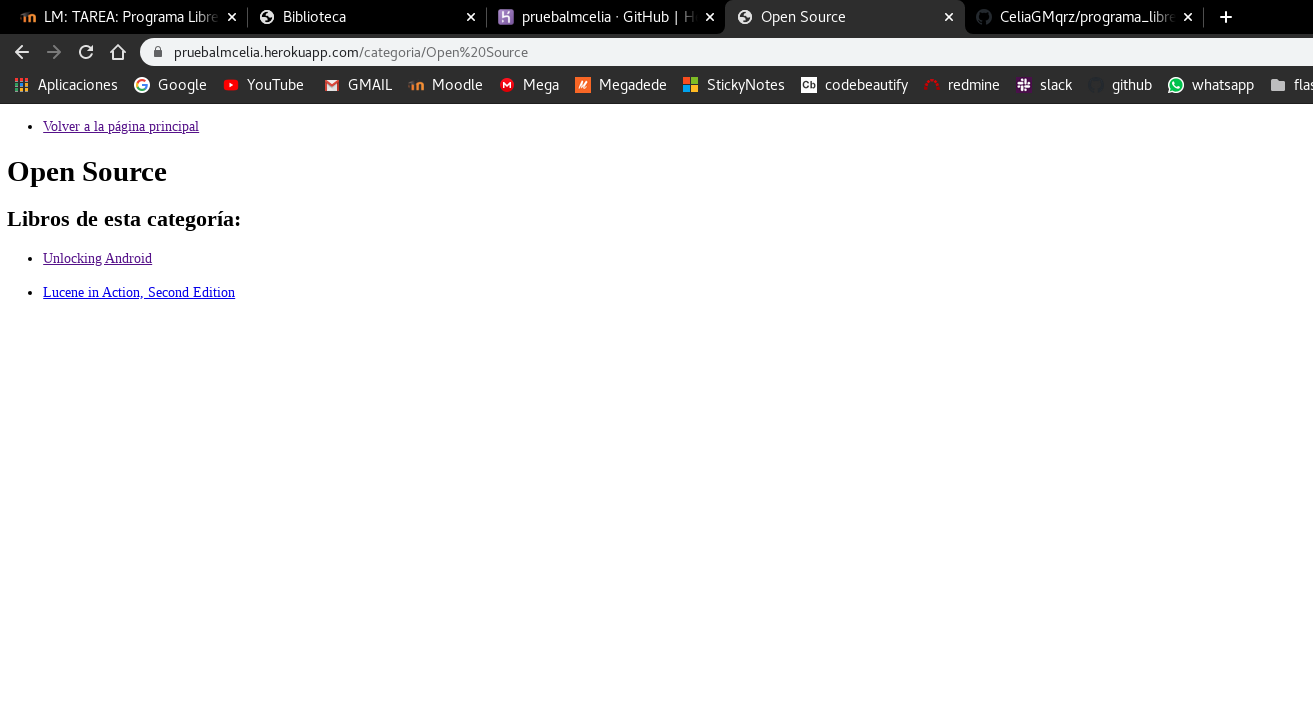 LM: TAREA: Programa Libre
Biblioteca
pruebalmcelia · GitHub | He
Open Source
CeliaGMqrz/programa_libre
pruebalmcelia.herokuapp.com/categoria/Open%20Source
Aplicaciones Google YouTube GMAIL Moodle Mega Megadede StickyNotes codebeautify redmine slack github whatsapp flas
Volver a la página principal
Open Source
Libros de esta categoría:
Unlocking Android
Lucene in Action, Second Edition